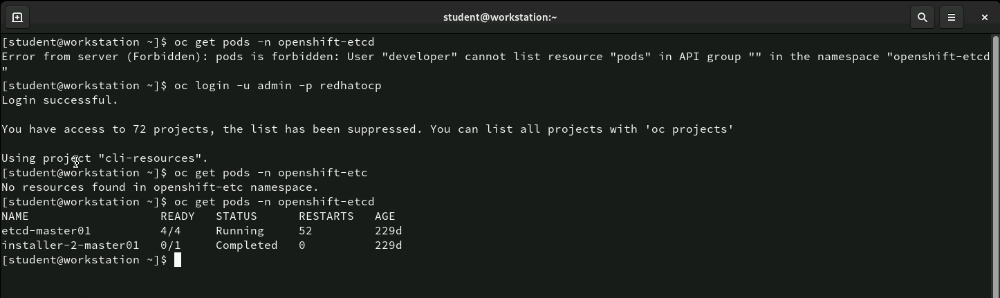 student@workstation:~
[student@workstation ~]$ oc get pods -n openshift-etcd
Error from server (Forbidden): pods is forbidden: User "developer" cannot list resource "pods" in API group "" in the namespace "openshift-etcd
"
[student@workstation ~]$ oc login -u admin -p redhatocp
Login successful.

You have access to 72 projects, the list has been suppressed. You can list all projects with 'oc projects'

Using project "cli-resources".
[student@workstation ~]$ oc get pods -n openshift-etc
No resources found in openshift-etc namespace.
[student@workstation ~]$ oc get pods -n openshift-etcd
NAME                   READY   STATUS      RESTARTS   AGE
etcd-master01          4/4     Running     52         229d
installer-2-master01   0/1     Completed   0          229d
[student@workstation ~]$